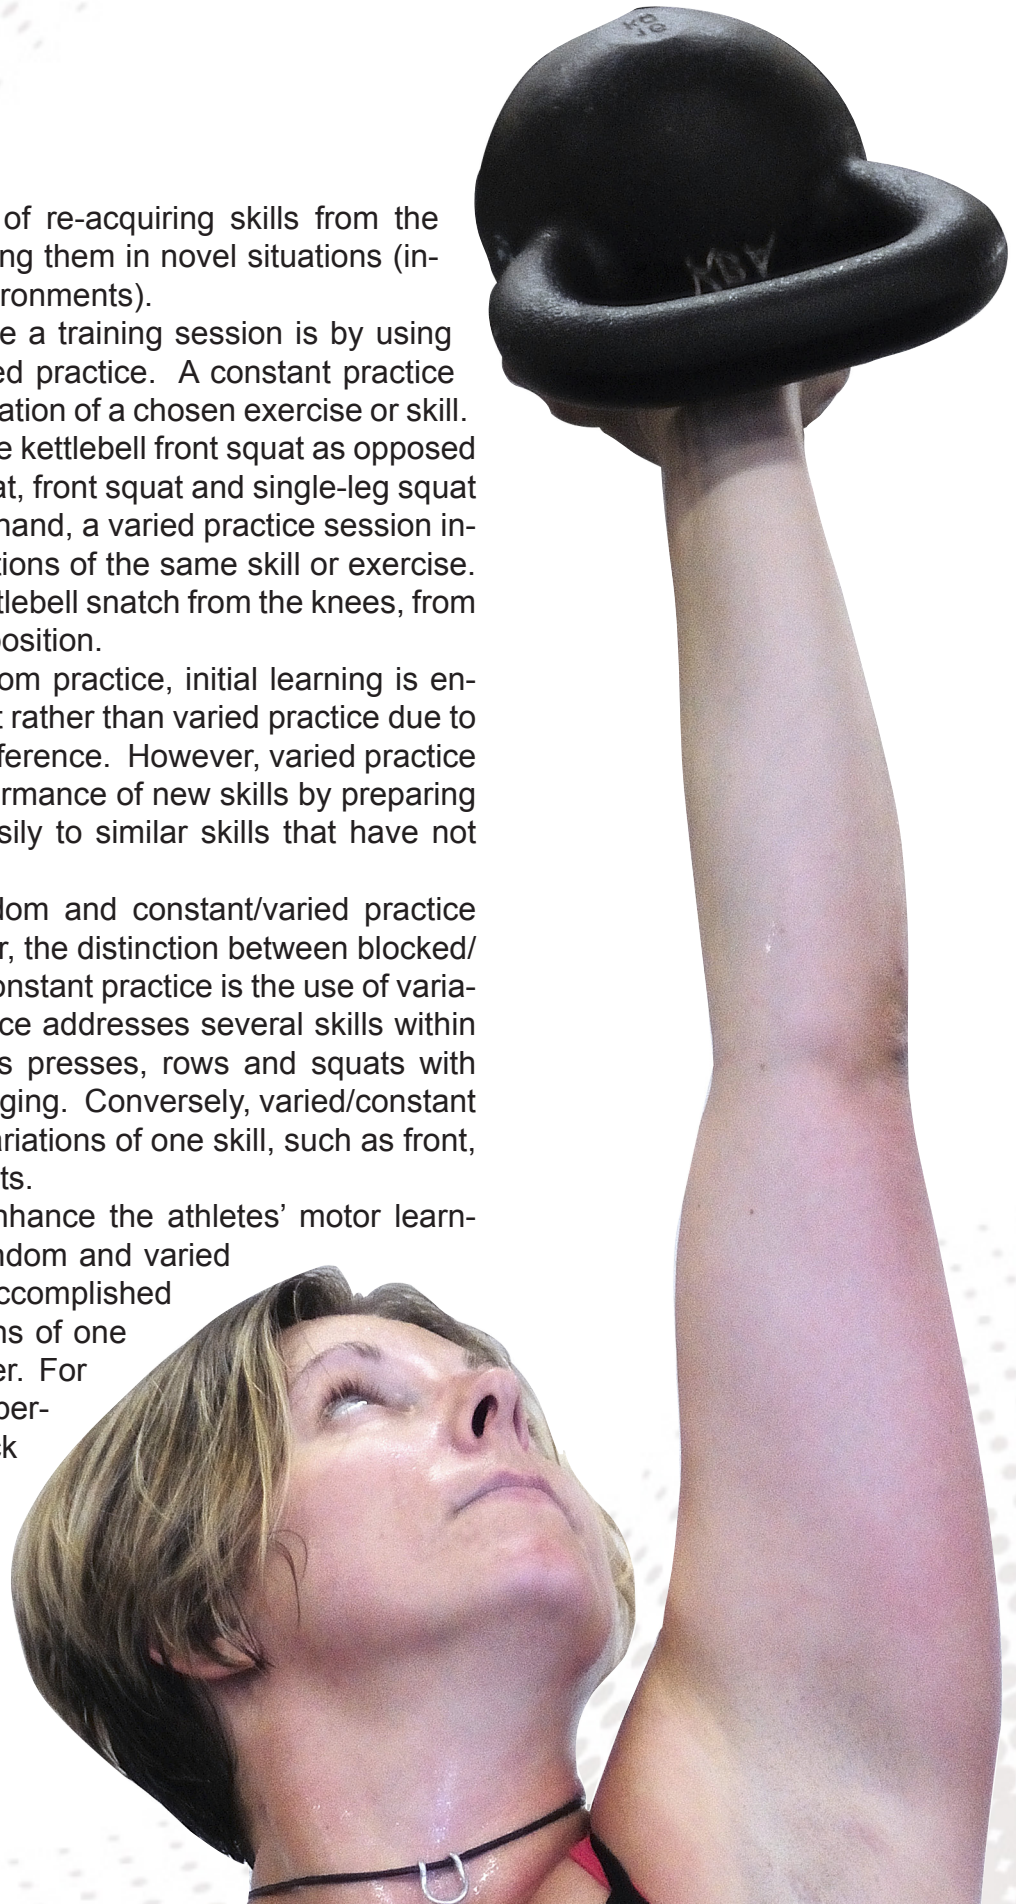 of re-acquiring skills from the
ng them in novel situations (in-
ronments).
e a training session is by using
ed practice. A constant practice
ation of a chosen exercise or skill.
e kettlebell front squat as opposed
at, front squat and single-leg squat
hand, a varied practice session in-
tions of the same skill or exercise.
tlebell snatch from the knees, from
osition.
om practice, initial learning is en-
t rather than varied practice due to
ference. However, varied practice
rmance of new skills by preparing
sily to similar skills that have not
dom and constant/varied practice
r, the distinction between blocked/
onstant practice is the use of varia-
ce addresses several skills within
s presses, rows and squats with
ging. Conversely, varied/constant
ariations of one skill, such as front,
ts.
nhance the athletes’ motor learn-
ndom and varied
ccomplished
ns of one
er. For
per-
ck